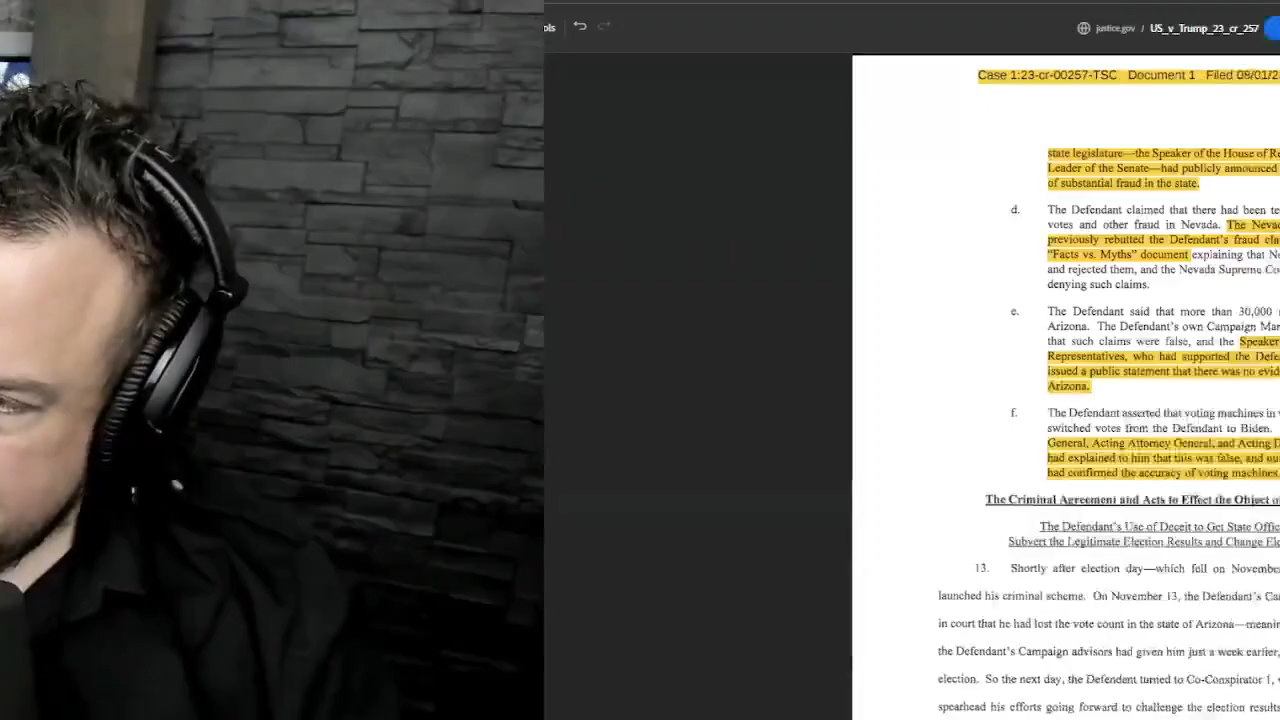 ols
justice.gov / US_v_Trump_23_cr_257
Case 1:23-cr-00257-TSC Document 1 Filed 08/01/2
state legislature—the Speaker of the House of Re
Leader of the Senate—had publicly announced
of substantial fraud in the state.
d. The Defendant claimed that there had been te
votes and other fraud in Nevada. The Neva
previously rebutted the Defendant's fraud cla
"Facts vs. Myths" document explaining that Ne
and rejected them, and the Nevada Supreme Co
denying such claims.
e. The Defendant said that more than 30,000
Arizona. The Defendant's own Campaign Man
that such claims were false, and the Speaker
Representatives, who had supported the Defe
issued a public statement that there was no evid
Arizona.
f. The Defendant asserted that voting machines in
switched votes from the Defendant to Biden.
General, Acting Attorney General, and Acting D
had explained to him that this was false, and
had confirmed the accuracy of voting machines.
The Criminal Agreement and Acts to Effect the Object of
The Defendant's Use of Deceit to Get State Offic
Subvert the Legitimate Election Results and Change Ele
13. Shortly after election day—which fell on November
launched his criminal scheme. On November 13, the Defendant's Ca
in court that he had lost the vote count in the state of Arizona—meanin
the Defendant's Campaign advisors had given him just a week earlier,
election. So the next day, the Defendant turned to Co-Conspirator 1,
spearhead his efforts going forward to challenge the election results